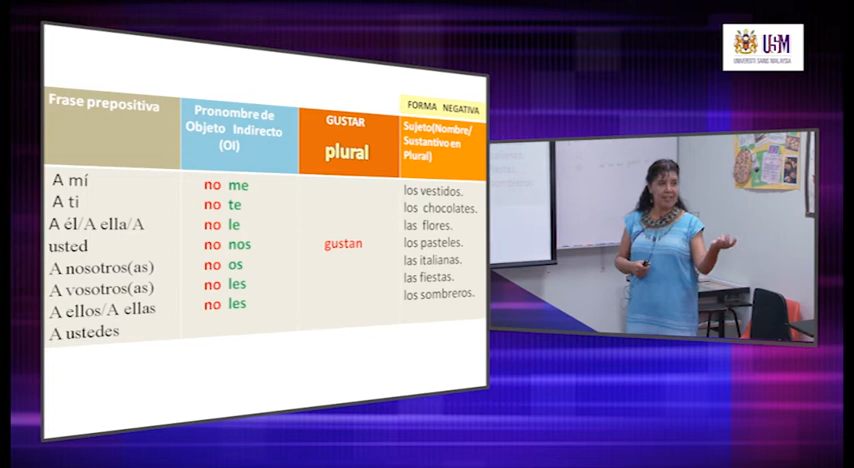 USM
UNIVERSITI SAINS MALAYSIA
FORMA NEGATIVA
Frase prepositiva
Pronombre de
Objeto Indirecto
(OI)
GUSTAR
plural
Sujeto(Nombre/
Sustantivo en
Plural)
A mí
A ti
A él/A ella/A
usted
A nosotros(as)
A vosotros(as)
A ellos/A ellas
A ustedes
no me
no te
no le
no nos
no os
no les
no les
gustan
los vestidos.
los chocolates.
las flores.
los pasteles.
las italianas.
las fiestas.
los sombreros.